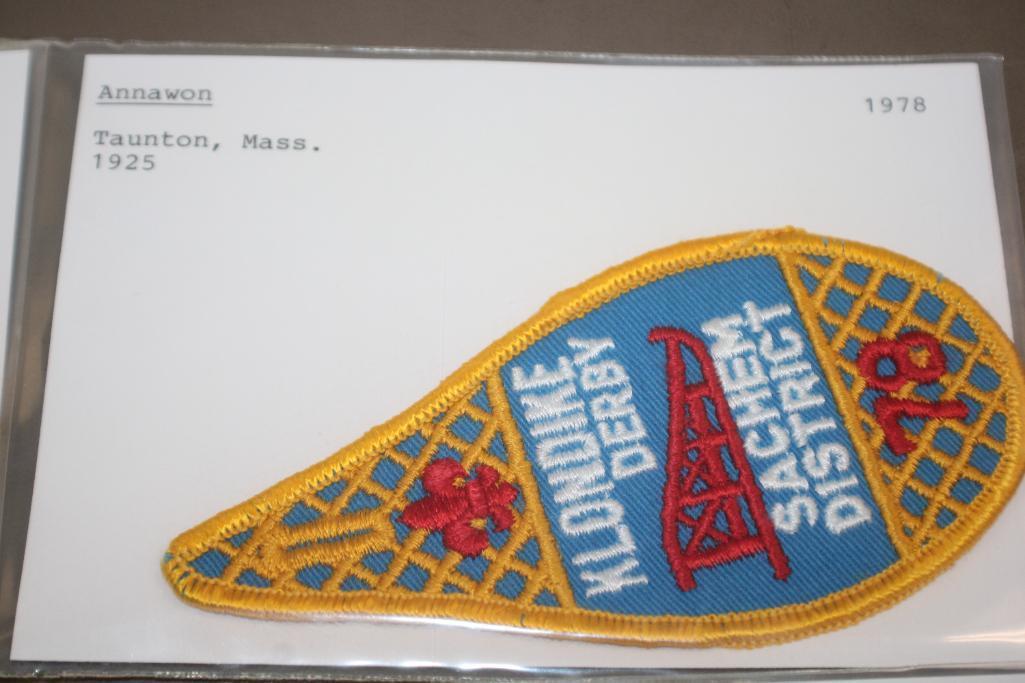 Annawon
1978
Taunton, Mass.
1925
KLONDIKE
DERBY
SACHEM
DISTRICT
78